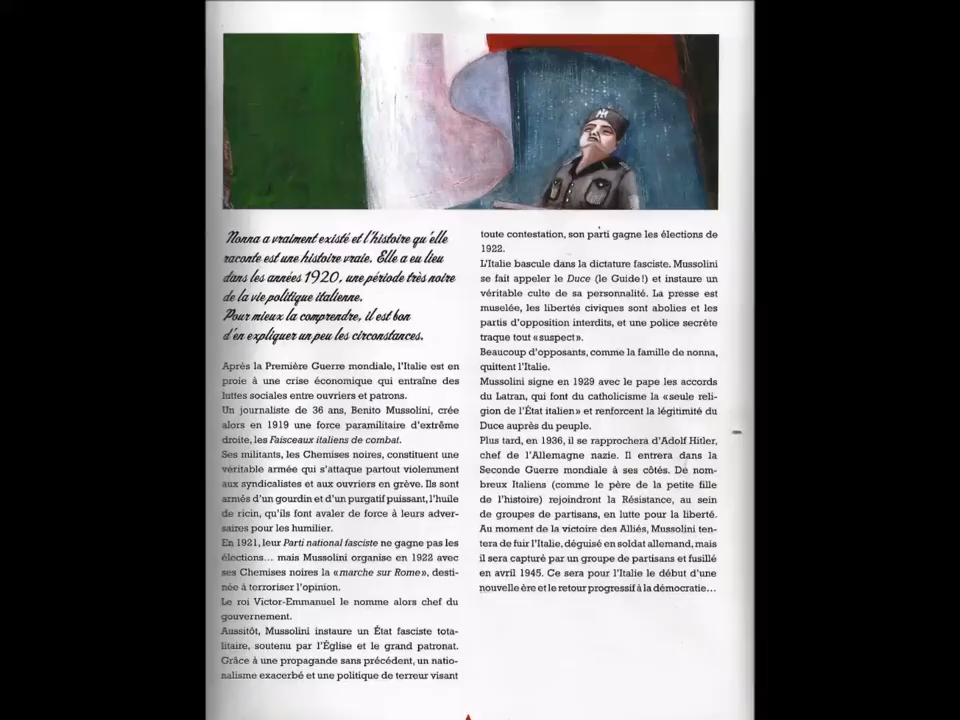 Nonna a vraiment existé et l'histoire qu'elle
raconte est une histoire vraie. Elle a eu lieu
dans les années 1920, une période très noire
de la vie politique italienne.
Pour mieux la comprendre, il est bon
d'en expliquer un peu les circonstances.
Après la Première Guerre mondiale, l'Italie est en
proie à une crise économique qui entraîne des
luttes sociales entre ouvriers et patrons.
Un journaliste de 36 ans, Benito Mussolini, crée
alors en 1919 une force paramilitaire d'extrême
droite, les Faisceaux italiens de combat.
Ses militants, les Chemises noires, constituent une
véritable armée qui s'attaque partout violemment
aux syndicalistes et aux ouvriers en grève. Ils sont
armés d'un gourdin et d'un purgatif puissant, l'huile
de ricin, qu'ils font avaler de force à leurs adver-
saires pour les humilier.
En 1921, leur Parti national fasciste ne gagne pas les
élections... mais Mussolini organise en 1922 avec
ses Chemises noires la «marche sur Rome», desti-
née à terroriser l'opinion.
Le roi Victor-Emmanuel le nomme alors chef du
gouvernement.
Aussitôt, Mussolini instaure un État fasciste tota-
litaire, soutenu par l'Église et le grand patronat.
Grâce à une propagande sans précédent, un natio-
nalisme exacerbé et une politique de terreur visant
toute contestation, son parti gagne les élections de
1922.
L'Italie bascule dans la dictature fasciste. Mussolini
se fait appeler le Duce (le Guide!) et instaure un
véritable culte de sa personnalité. La presse est
muselée, les libertés civiques sont abolies et les
partis d'opposition interdits, et une police secrète
traque tout «suspect».
Beaucoup d'opposants, comme la famille de nonna,
quittent l'Italie.
Mussolini signe en 1929 avec le pape les accords
du Latran, qui font du catholicisme la «seule reli-
gion de l'État italien» et renforcent la légitimité du
Duce auprès du peuple.
Plus tard, en 1936, il se rapprochera d'Adolf Hitler,
chef de l'Allemagne nazie. Il entrera dans la
Seconde Guerre mondiale à ses côtés. De nom-
breux Italiens (comme le père de la petite fille
de l'histoire) rejoindront la Résistance, au sein
de groupes de partisans, en lutte pour la liberté.
Au moment de la victoire des Alliés, Mussolini ten-
tera de fuir l'Italie, déguisé en soldat allemand, mais
il sera capturé par un groupe de partisans et fusillé
en avril 1945. Ce sera pour l'Italie le début d'une
nouvelle ère et le retour progressif à la démocratie...